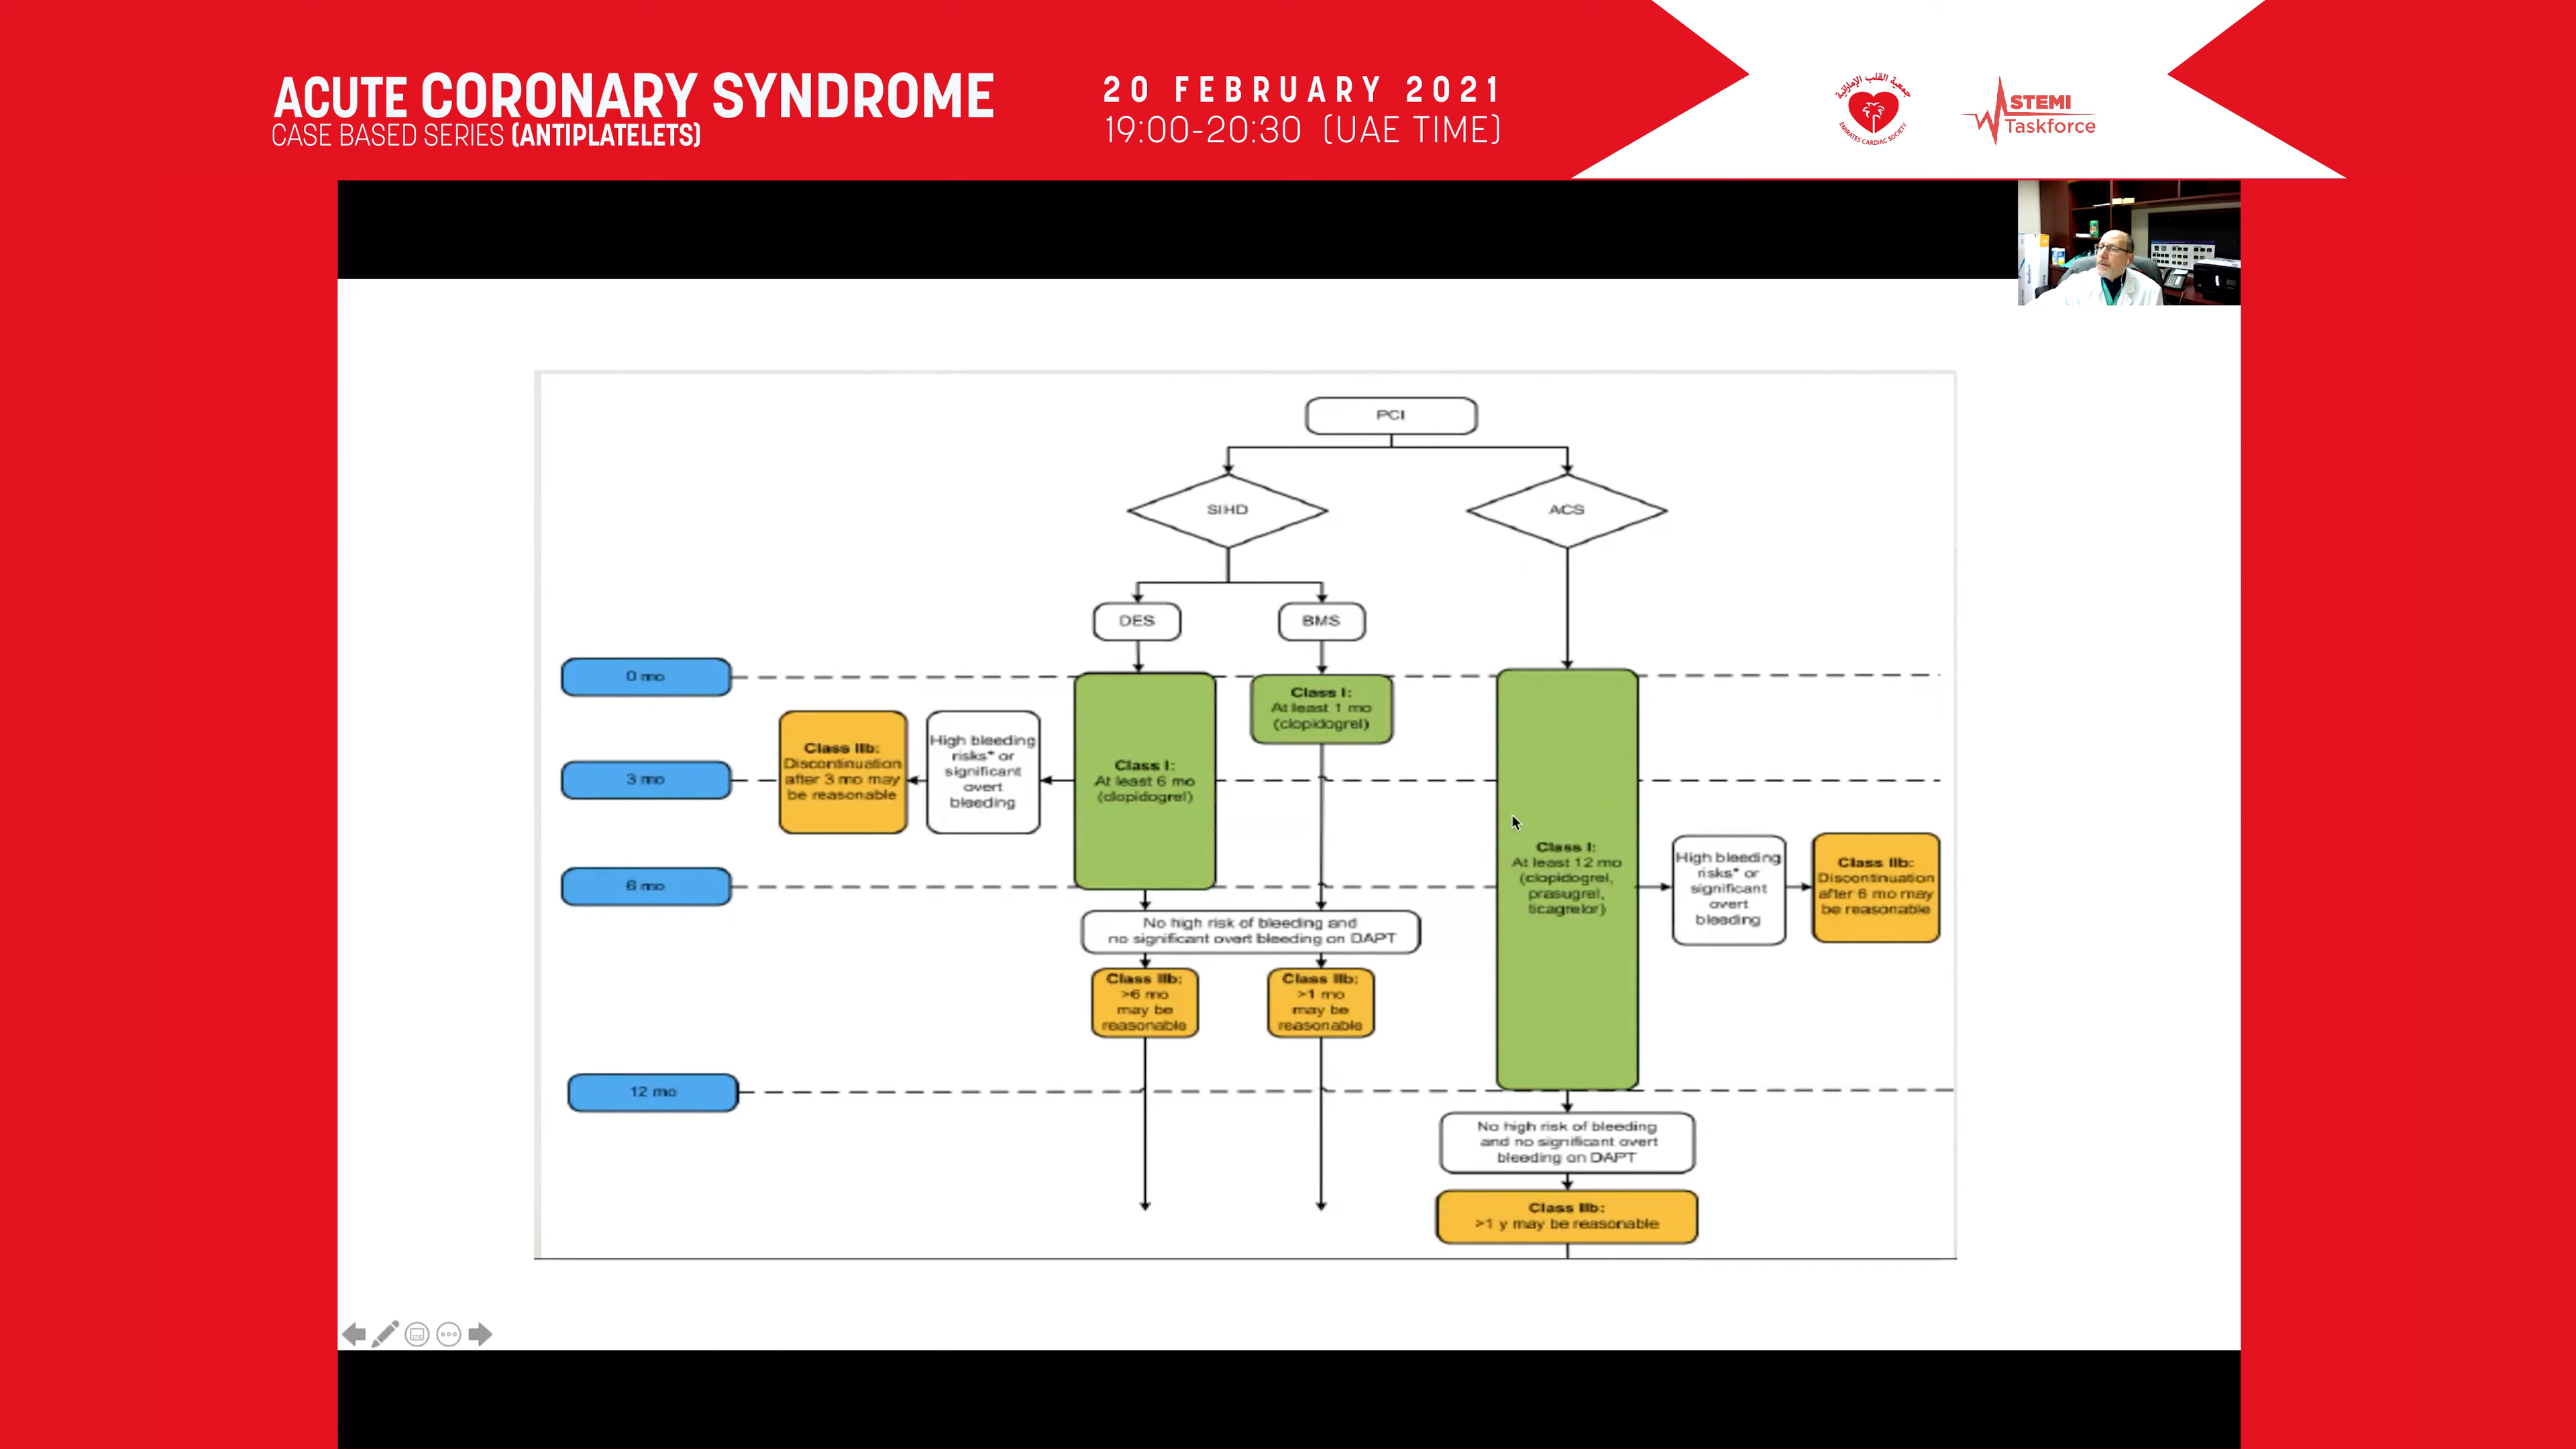 ACUTE CORONARY SYNDROME
CASE BASED SERIES (ANTIPLATELETS)
20 FEBRUARY 2021
19:00-20:30 (UAE TIME)
جمعية القلب الإماراتية
EMIRATES CARDIAC SOCIETY
STEMI
Taskforce
PCI
SIHD
ACS
DES
BMS
0 mo
Class I:
At least 1 mo
(clopidogrel)
3 mo
Class IIb:
Discontinuation
after 3 mo may
be reasonable
High bleeding
risks* or
significant
overt
bleeding
Class I:
At least 6 mo
(clopidogrel)
Class I:
At least 12 mo
(clopidogrel,
prasugrel,
ticagrelor)
High bleeding
risks* or
significant
overt
bleeding
Class IIb:
Discontinuation
after 6 mo may
be reasonable
6 mo
No high risk of bleeding and
no significant overt bleeding on DAPT
Class IIb:
>6 mo
may be
reasonable
Class IIb:
>1 mo
may be
reasonable
12 mo
No high risk of bleeding
and no significant overt
bleeding on DAPT
Class IIb:
>1 y may be reasonable